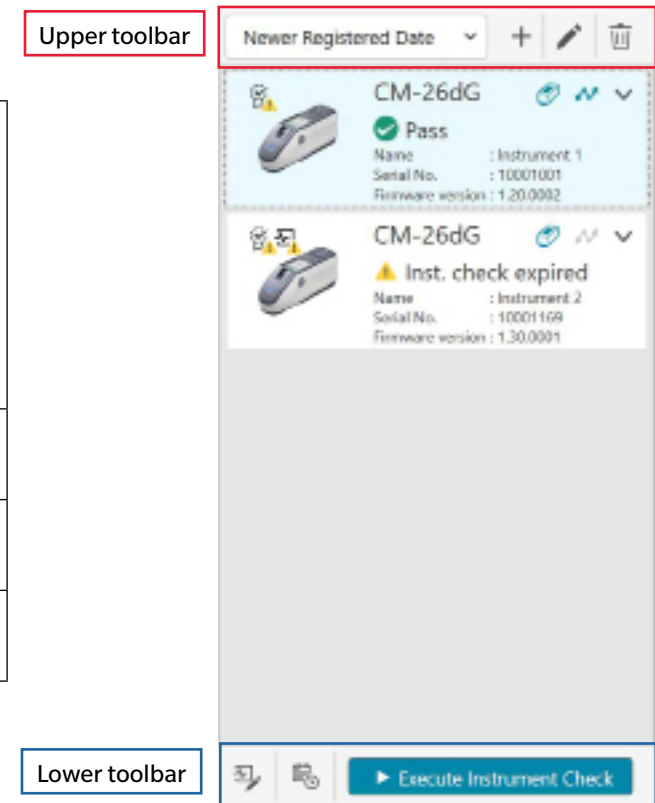 Upper toolbar
Newer Registered Date
CM-26dG
Pass
Name : Instrument 1
Serial No. : 10001001
Firmware version : 1.20.0002
CM-26dG
Inst. check expired
Name : Instrument 2
Serial No. : 10001169
Firmware version : 1.30.0001
Lower toolbar
Execute Instrument Check